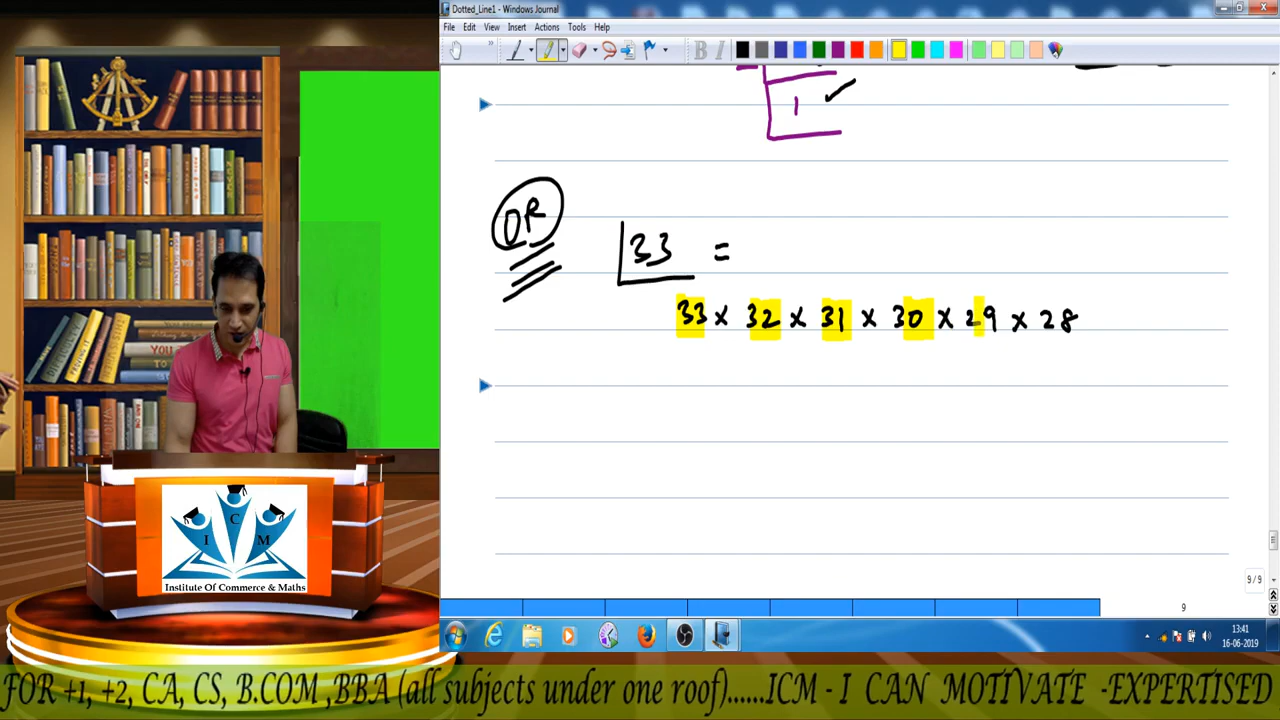 Dotted_Line1 - Windows Journal
File Edit View Insert Actions Tools Help
1
OR
33 =
33 x 32 x 31 x 30 x 29 x 28
I C M
Institute Of Commerce & Maths
9/9
9
13:41
16-06-2019
FOR +1, +2, CA, CS, B.COM ,BBA (all subjects under one roof)......ICM - I CAN MOTIVATE -EXPERTISED